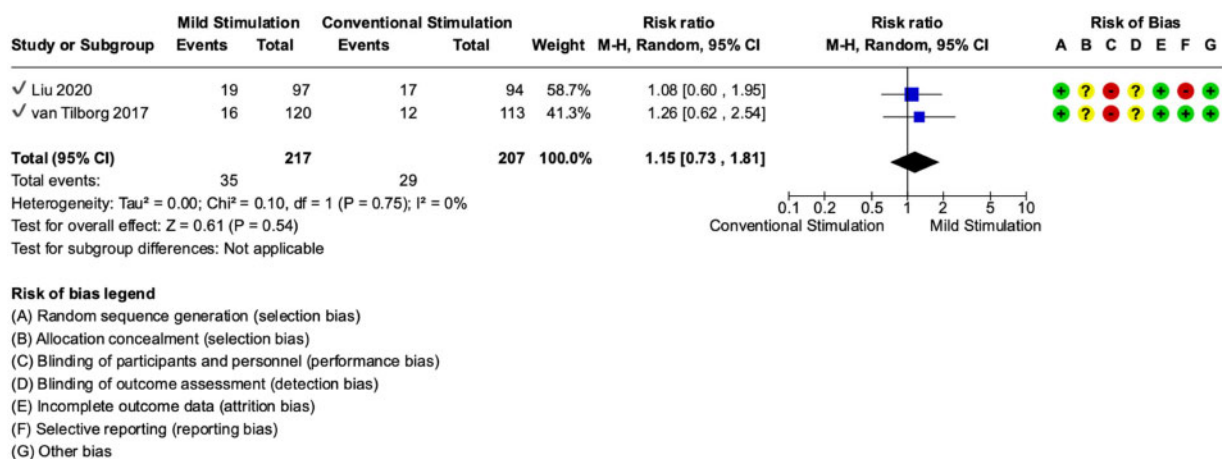 Mild Stimulation Conventional Stimulation Risk ratio Risk ratio Risk of Bias
Study or Subgroup Events Total Events Total Weight M-H, Random, 95% CI M-H, Random, 95% CI A B C D E F G
✓ Liu 2020 19 97 17 94 58.7% 1.08 [0.60 , 1.95] + ? - ? + - +
✓ van Tilborg 2017 16 120 12 113 41.3% 1.26 [0.62 , 2.54] + ? - ? + + +
Total (95% CI) 217 207 100.0% 1.15 [0.73 , 1.81]
Total events: 35 29
Heterogeneity: Tau² = 0.00; Chi² = 0.10, df = 1 (P = 0.75); I² = 0%
0.1 0.2 0.5 1 2 5 10
Test for overall effect: Z = 0.61 (P = 0.54)
Conventional Stimulation Mild Stimulation
Test for subgroup differences: Not applicable
Risk of bias legend
(A) Random sequence generation (selection bias)
(B) Allocation concealment (selection bias)
(C) Blinding of participants and personnel (performance bias)
(D) Blinding of outcome assessment (detection bias)
(E) Incomplete outcome data (attrition bias)
(F) Selective reporting (reporting bias)
(G) Other bias